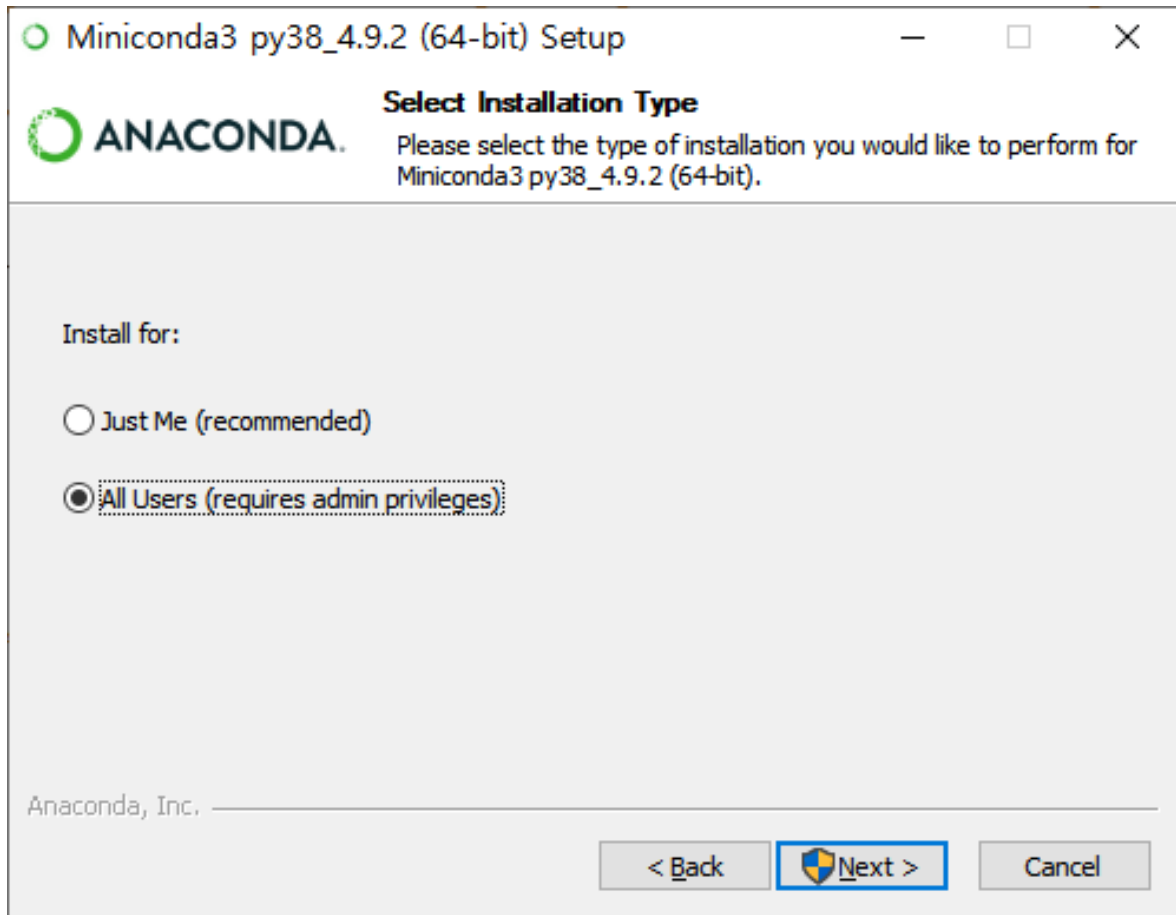 Miniconda3 py38_4.9.2 (64-bit) Setup
ANACONDA.
Select Installation Type
Please select the type of installation you would like to perform for
Miniconda3 py38_4.9.2 (64-bit).
Install for:
Just Me (recommended)
All Users (requires admin privileges)
Anaconda, Inc.
< Back
Next >
Cancel